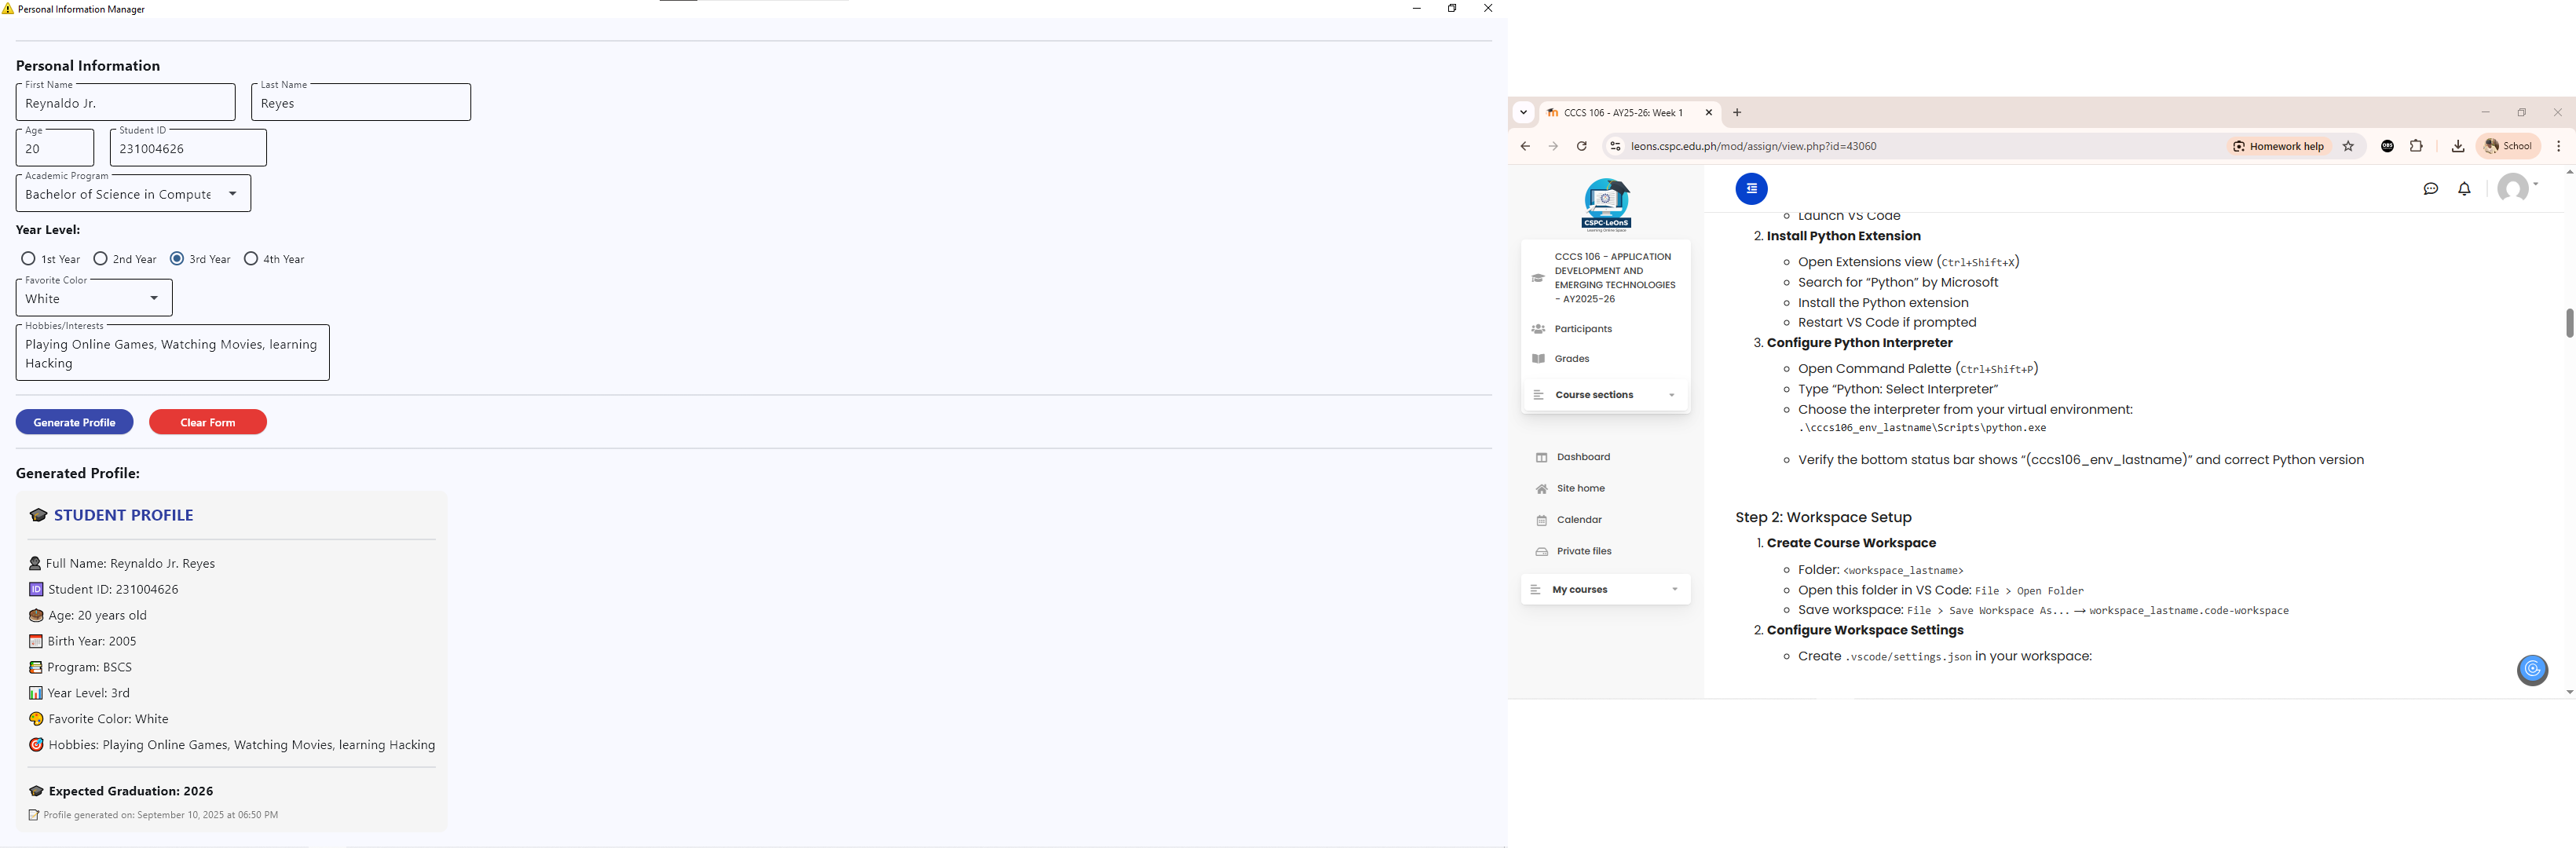 Personal Information Manager
Personal Information
First Name
Reynaldo Jr.
Last Name
Reyes
Age
20
Student ID
231004626
Academic Program
Bachelor of Science in Compute
Year Level:
1st Year
2nd Year
3rd Year
4th Year
Favorite Color
White
Hobbies/Interests
Playing Online Games, Watching Movies, learning
Hacking
Generate Profile
Clear Form
Generated Profile:
STUDENT PROFILE
Full Name: Reynaldo Jr. Reyes
ID Student ID: 231004626
Age: 20 years old
Birth Year: 2005
Program: BSCS
Year Level: 3rd
Favorite Color: White
Hobbies: Playing Online Games, Watching Movies, learning Hacking
Expected Graduation: 2026
Profile generated on: September 10, 2025 at 06:50 PM
CCCS 106 - AY25-26: Week 1
leons.cspc.edu.ph/mod/assign/view.php?id=43060
Homework help
OBS
School
CSPC-LeOnS
Learning Online Space
CCCS 106 - APPLICATION
DEVELOPMENT AND
EMERGING TECHNOLOGIES
- AY2025-26
Participants
Grades
Course sections
Dashboard
Site home
Calendar
Private files
My courses
Launch VS Code
2. Install Python Extension
Open Extensions view (Ctrl+Shift+X)
Search for “Python” by Microsoft
Install the Python extension
Restart VS Code if prompted
3. Configure Python Interpreter
Open Command Palette (Ctrl+Shift+P)
Type “Python: Select Interpreter”
Choose the interpreter from your virtual environment:
.\cccs106_env_lastname\Scripts\python.exe
Verify the bottom status bar shows “(cccs106_env_lastname)” and correct Python version
Step 2: Workspace Setup
1. Create Course Workspace
Folder: <workspace_lastname>
Open this folder in VS Code: File > Open Folder
Save workspace: File > Save Workspace As... → workspace_lastname.code-workspace
2. Configure Workspace Settings
Create .vscode/settings.json in your workspace: